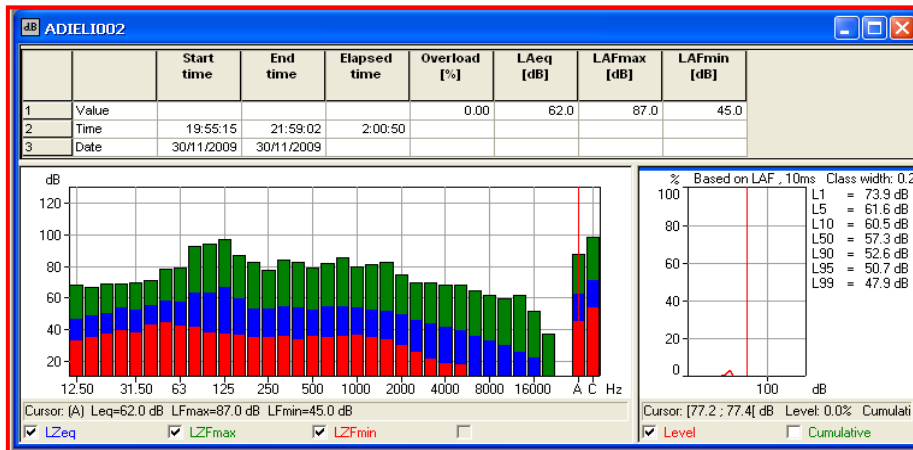 dB ADIELI002
Start time End time Elapsed time Overload [%] LAeq [dB] LAFmax [dB] LAFmin [dB]
1 Value 0.00 62.0 87.0 45.0
2 Time 19:55:15 21:59:02 2:00:50
3 Date 30/11/2009 30/11/2009
dB
120
100
80
60
40
20
12.50 31.50 63 125 250 500 1000 2000 4000 8000 16000 A C Hz
Cursor: (A) Leq=62.0 dB LFmax=87.0 dB LFmin=45.0 dB
LZeq LZFmax LZFmin
% Based on LAF , 10ms Class width: 0.2
100
80
60
40
20
0
L1 = 73.9 dB
L5 = 61.6 dB
L10 = 60.5 dB
L50 = 57.3 dB
L90 = 52.6 dB
L95 = 50.7 dB
L99 = 47.9 dB
100 dB
Cursor: [77.2 ; 77.4[ dB Level: 0.0% Cumulati
Level Cumulative